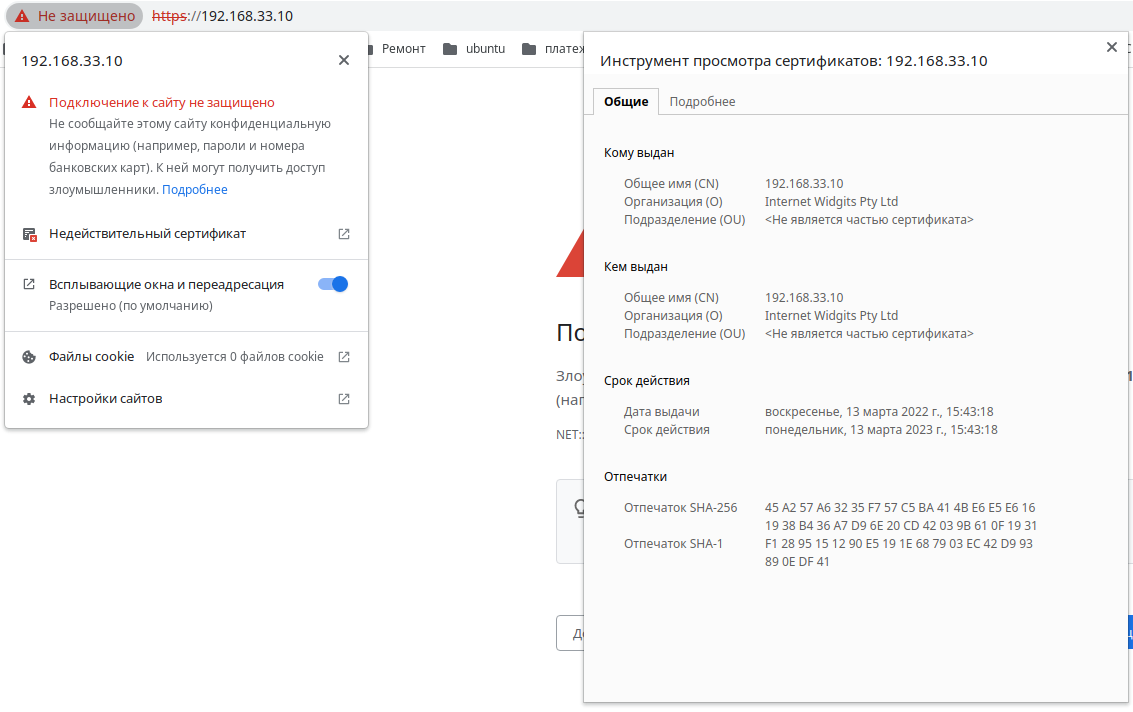 Не защищено
https://192.168.33.10
Ремонт
ubuntu
192.168.33.10
Подключение к сайту не защищено
Не сообщайте этому сайту конфиденциальную
информацию (например, пароли и номера
банковских карт). К ней могут получить доступ
злоумышленники. Подробнее
Недействительный сертификат
Всплывающие окна и переадресация
Разрешено (по умолчанию)
Файлы cookie Используется 0 файлов cookie
Настройки сайтов
NET:
Инструмент просмотра сертификатов: 192.168.33.10
Общие
Подробнее
Кому выдан
Общее имя (CN) 192.168.33.10
Организация (O) Internet Widgits Pty Ltd
Подразделение (OU) <Не является частью сертификата>
Кем выдан
Общее имя (CN) 192.168.33.10
Организация (O) Internet Widgits Pty Ltd
Подразделение (OU) <Не является частью сертификата>
Срок действия
Дата выдачи воскресенье, 13 марта 2022 г., 15:43:18
Срок действия понедельник, 13 марта 2023 г., 15:43:18
Отпечатки
Отпечаток SHA-256 45 A2 57 A6 32 35 F7 57 C5 BA 41 4B E6 E5 E6 16
19 38 B4 36 A7 D9 6E 20 CD 42 03 9B 61 0F 19 31
Отпечаток SHA-1 F1 28 95 15 12 90 E5 19 1E 68 79 03 EC 42 D9 93
89 0E DF 41